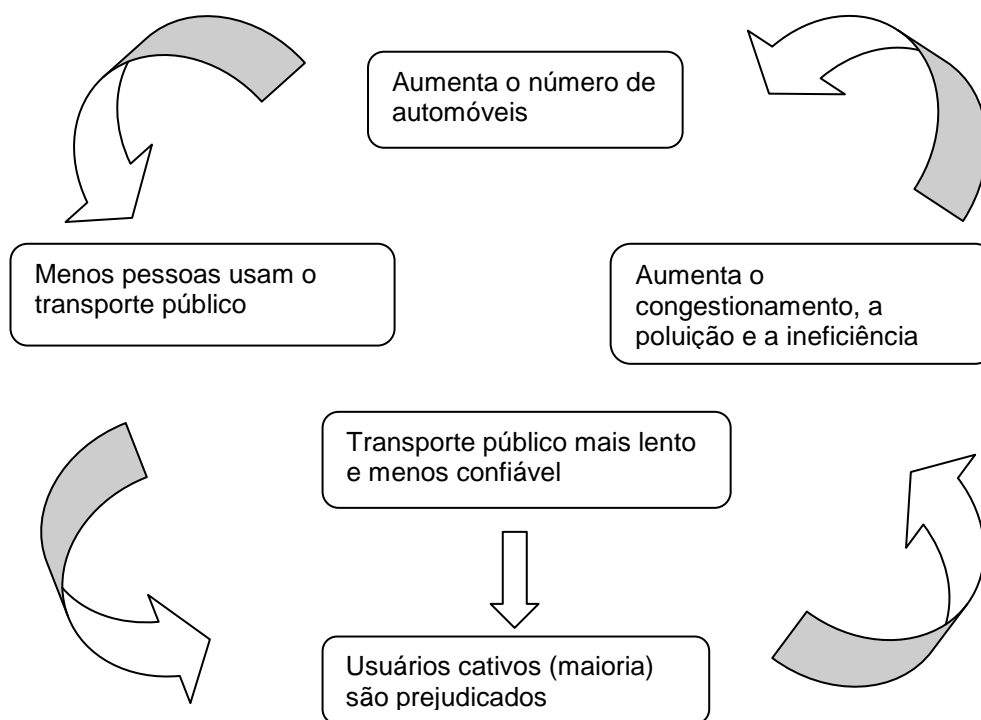 Aumenta o número de
automóveis
Menos pessoas usam o
transporte público
Aumenta o
congestionamento, a
poluição e a ineficiência
Transporte público mais lento
e menos confiável
Usuários cativos (maioria)
são prejudicados